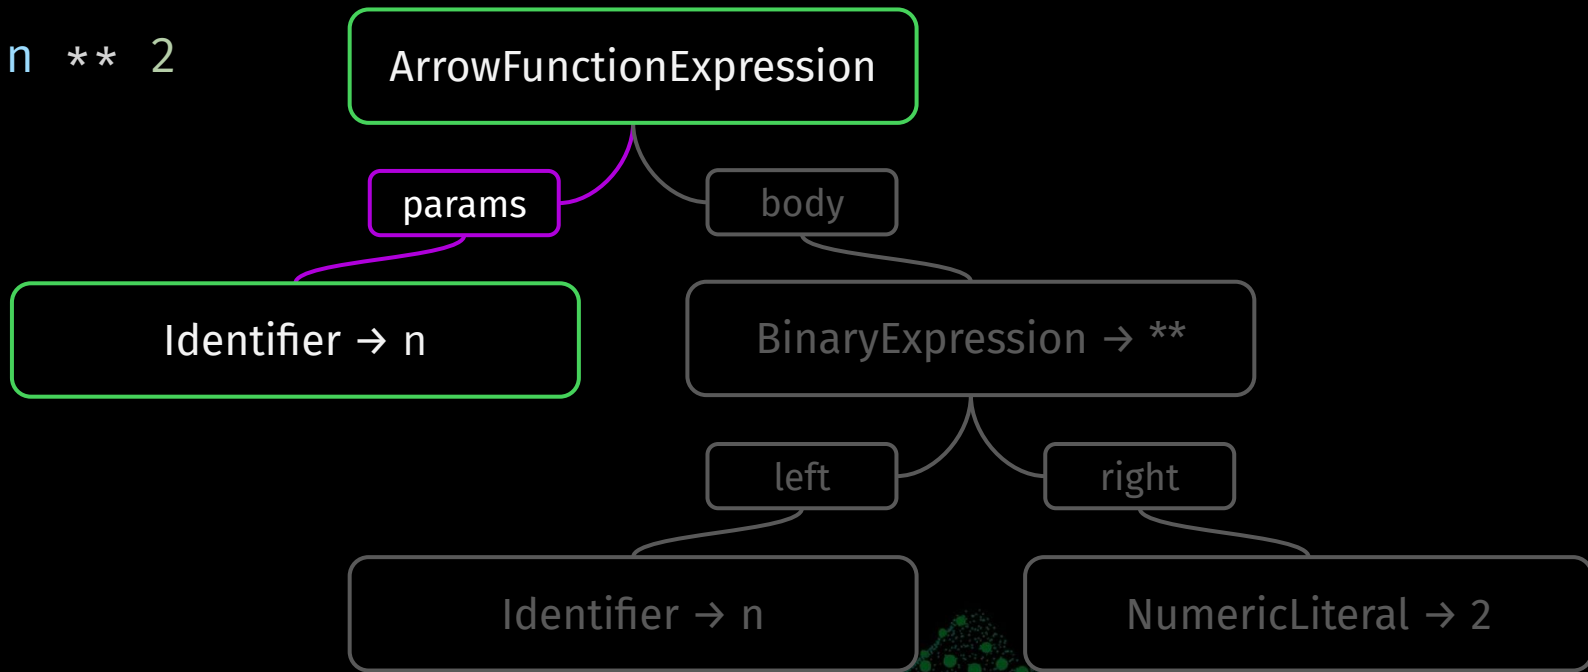 n ** 2
ArrowFunctionExpression
params
body
Identifier → n
BinaryExpression → **
left
right
Identifier → n
NumericLiteral → 2